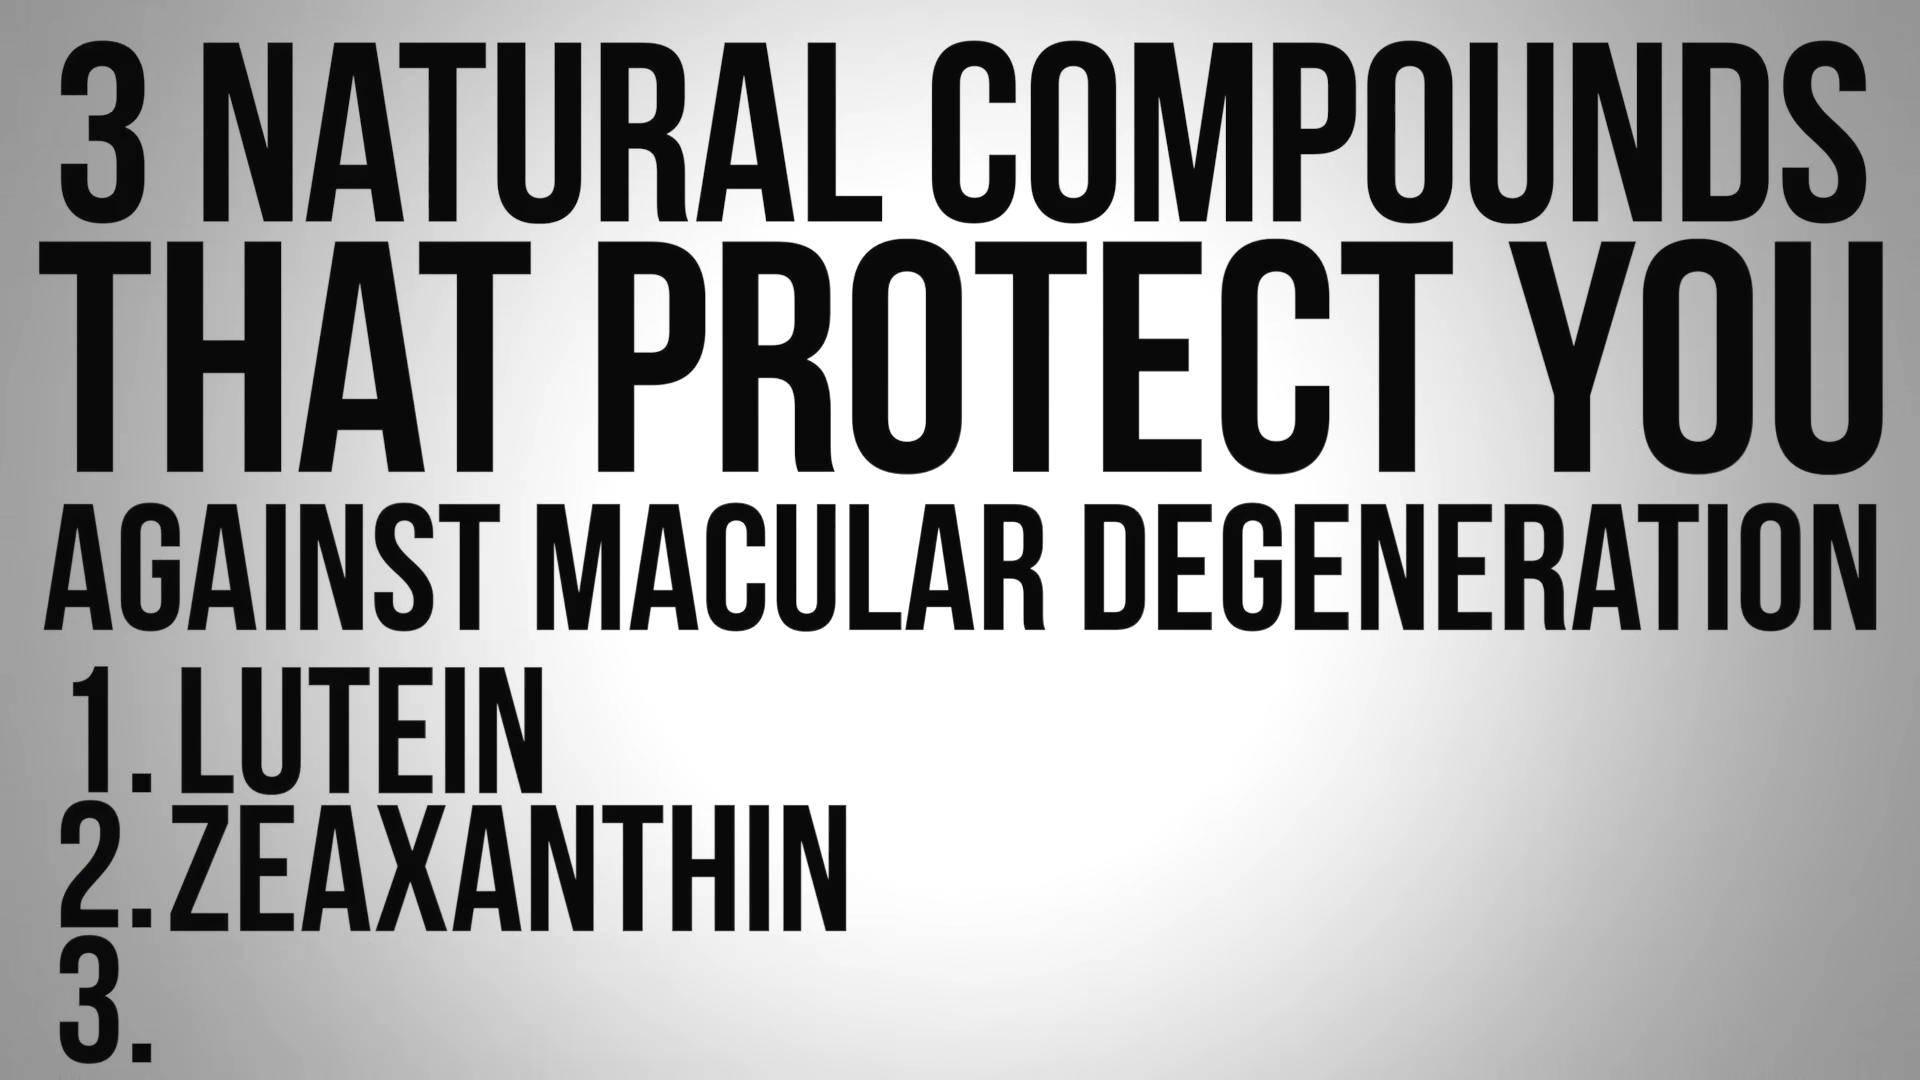 3 NATURAL COMPOUNDS
THAT PROTECT YOU
AGAINST MACULAR DEGENERATION
1. LUTEIN
2. ZEAXANTHIN
3.